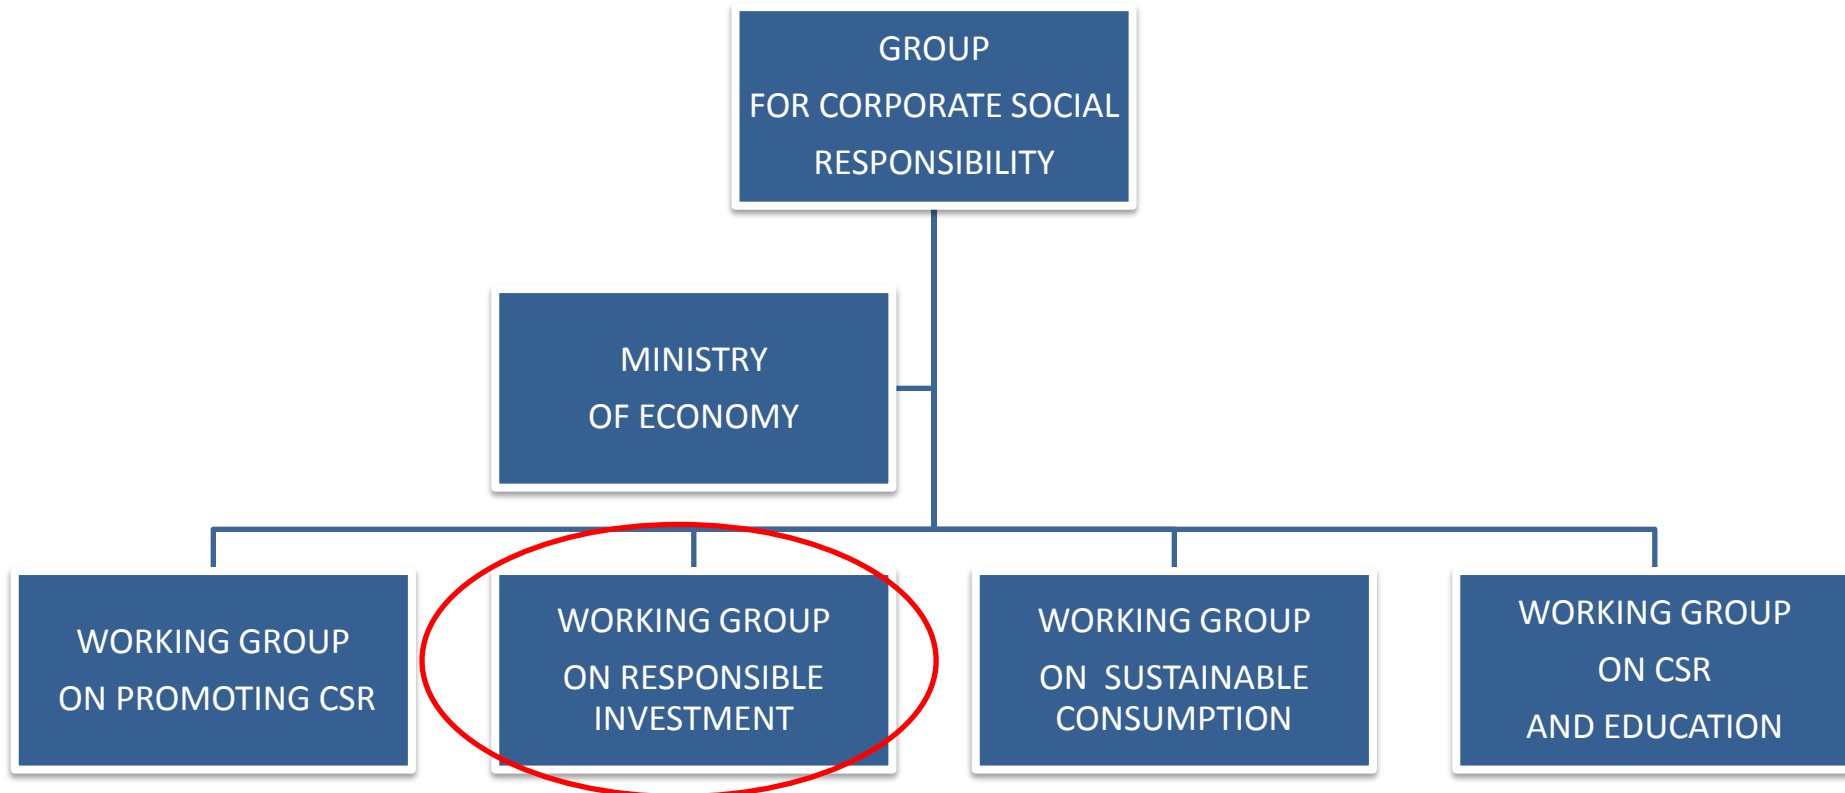 GROUP
FOR CORPORATE SOCIAL
RESPONSIBILITY
MINISTRY
OF ECONOMY
WORKING GROUP
ON PROMOTING CSR
WORKING GROUP
ON RESPONSIBLE
INVESTMENT
WORKING GROUP
ON SUSTAINABLE
CONSUMPTION
WORKING GROUP
ON CSR
AND EDUCATION